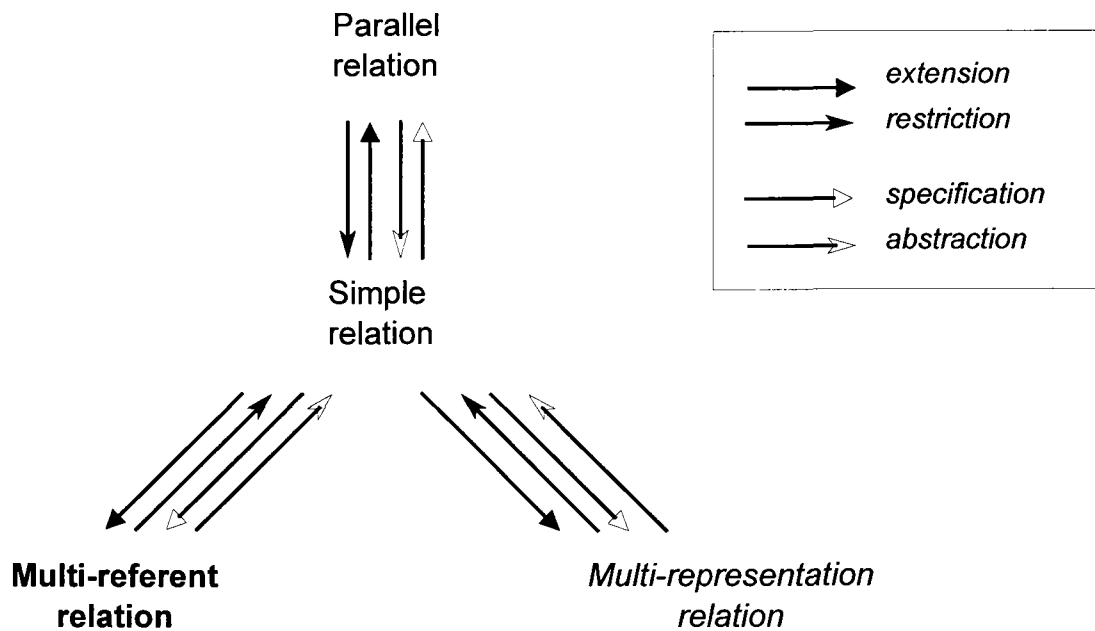 Parallel
relation
extension
restriction
specification
abstraction
Simple
relation
Multi-referent
relation
Multi-representation
relation